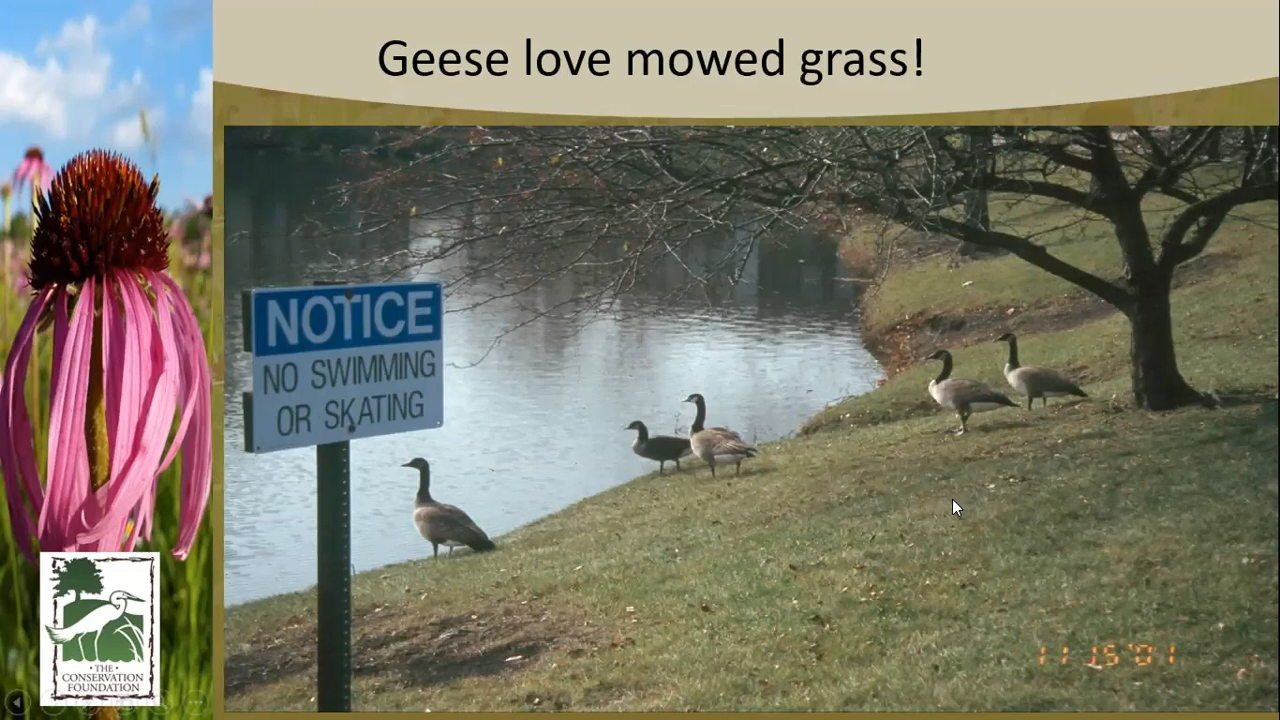 Geese love mowed grass!
NOTICE
NO SWIMMING
OR SKATING
11 15 '01
· THE ·
CONSERVATION
FOUNDATION